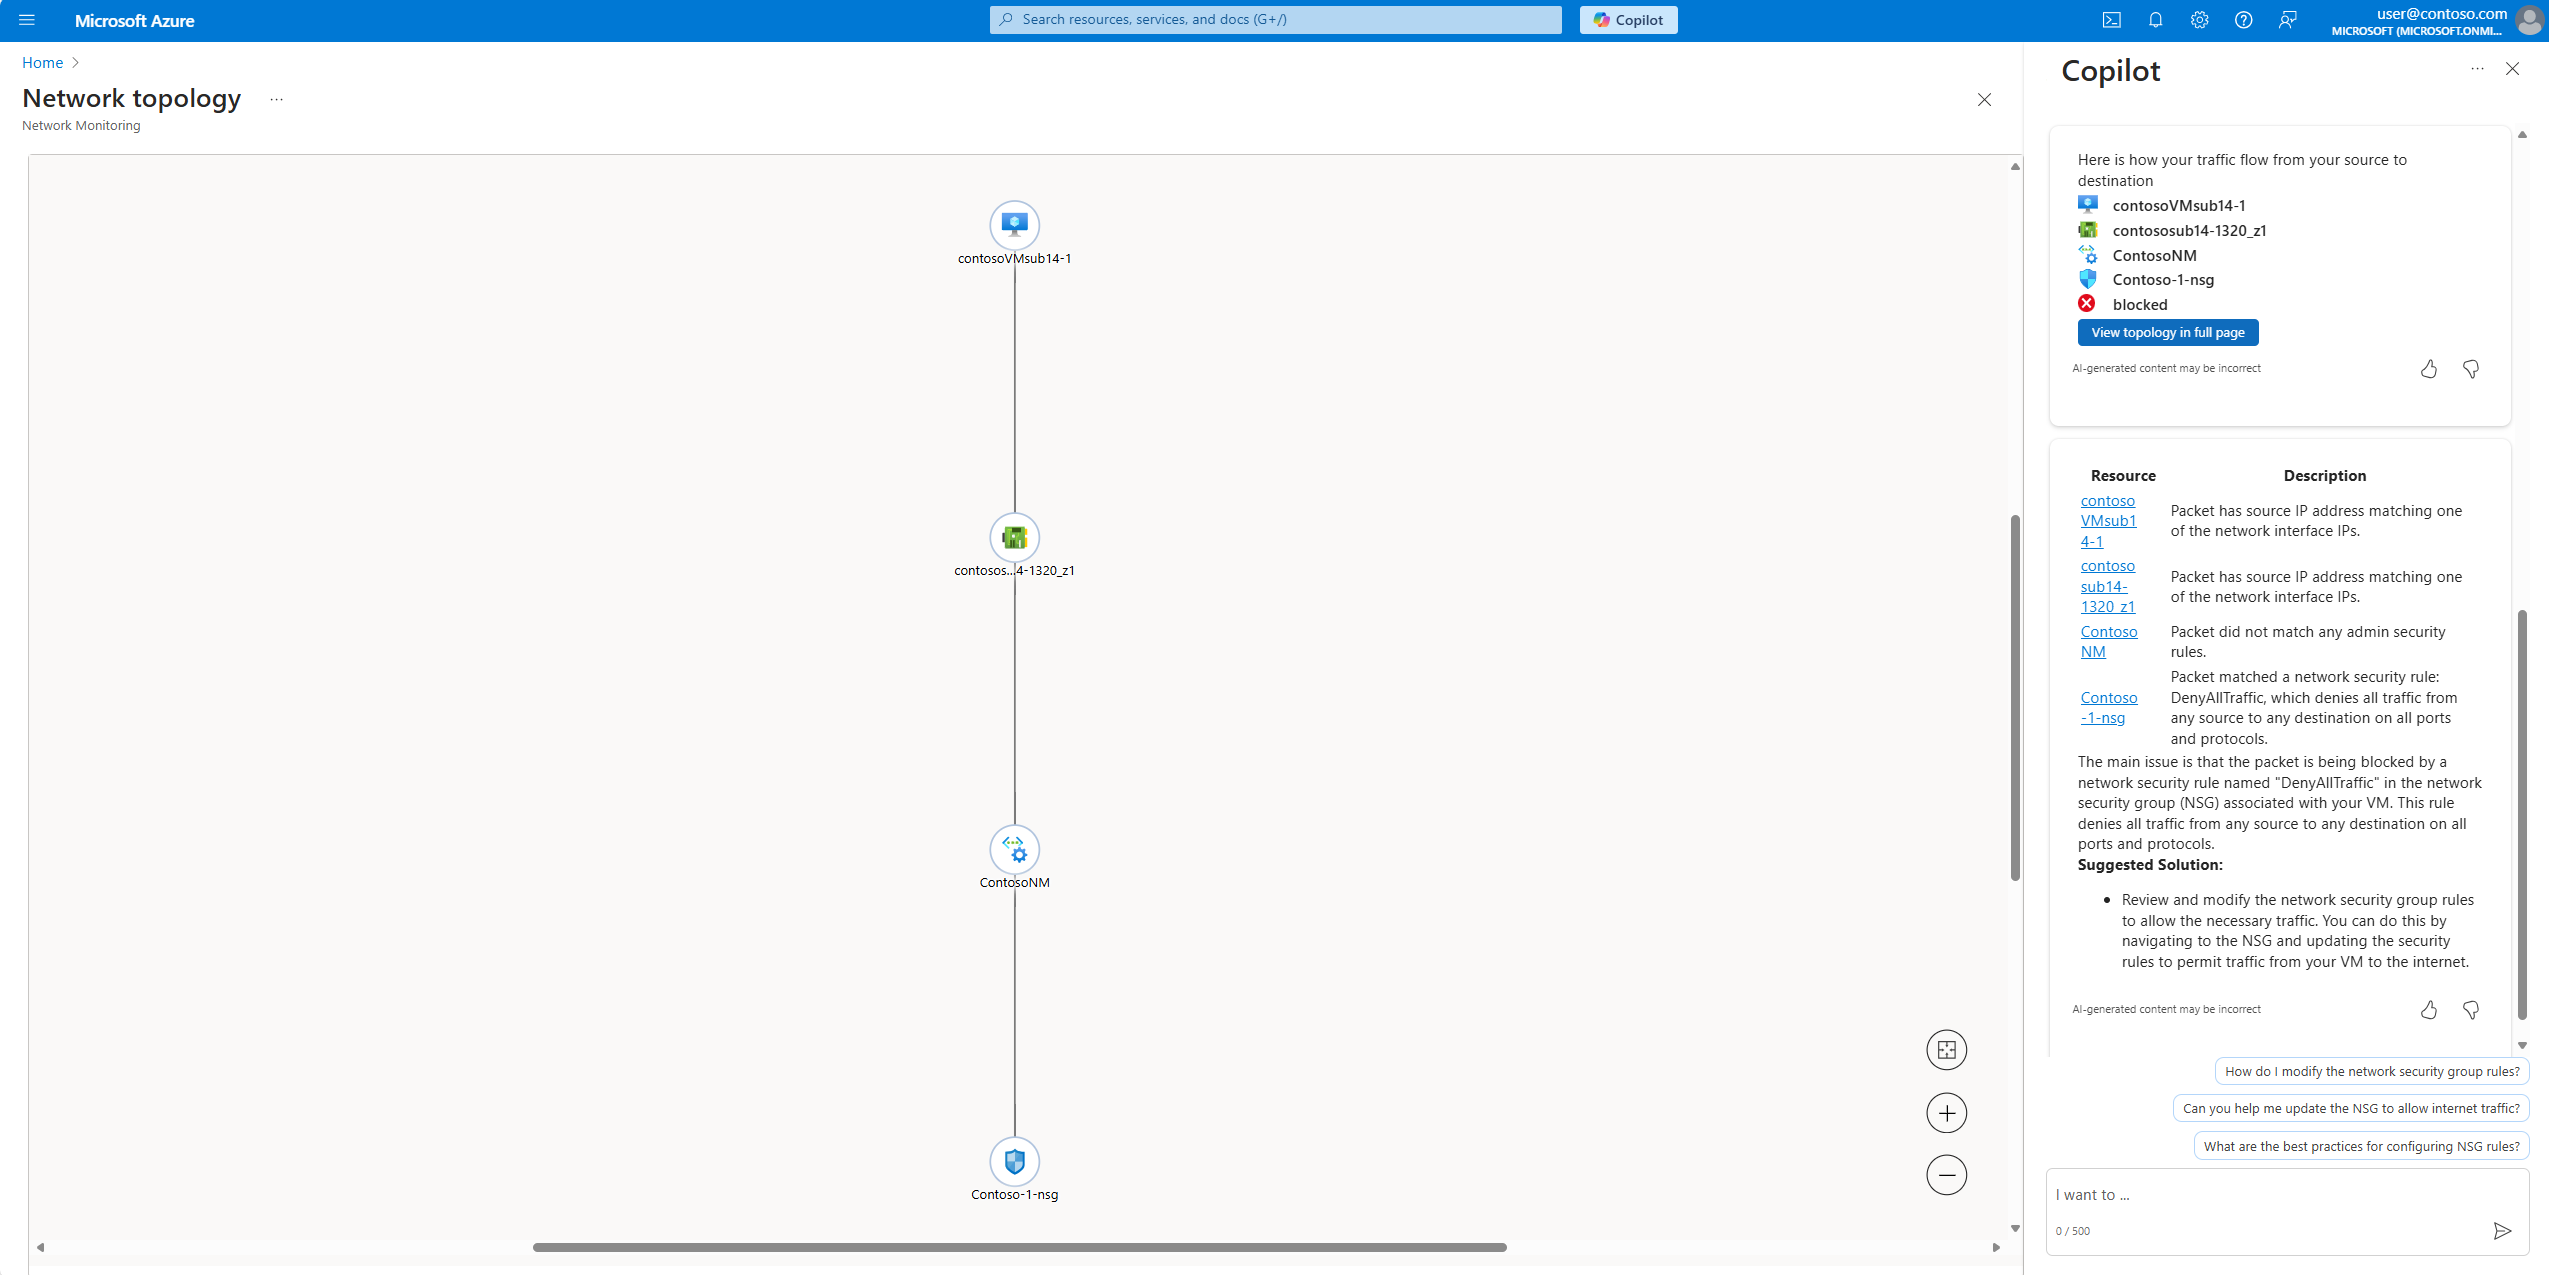 Microsoft Azure
Search resources, services, and docs (G+/)
Copilot
user@contoso.com
MICROSOFT (MICROSOFT.ONMI...
Home
Network topology
...
Network Monitoring
contosoVMsub14-1
contosos...4-1320_z1
ContosoNM
Contoso-1-nsg
Copilot
...
Here is how your traffic flow from your source to
destination
contosoVMsub14-1
contososub14-1320_z1
ContosoNM
Contoso-1-nsg
blocked
View topology in full page
AI-generated content may be incorrect
Resource Description
contoso
VMsub1
4-1
Packet has source IP address matching one
of the network interface IPs.
contoso
sub14-
1320_z1
Packet has source IP address matching one
of the network interface IPs.
Contoso
NM
Packet did not match any admin security
rules.
Contoso
-1-nsg
Packet matched a network security rule:
DenyAllTraffic, which denies all traffic from
any source to any destination on all ports
and protocols.
The main issue is that the packet is being blocked by a
network security rule named "DenyAllTraffic" in the network
security group (NSG) associated with your VM. This rule
denies all traffic from any source to any destination on all
ports and protocols.
Suggested Solution:
• Review and modify the network security group rules
to allow the necessary traffic. You can do this by
navigating to the NSG and updating the security
rules to permit traffic from your VM to the internet.
AI-generated content may be incorrect
How do I modify the network security group rules?
Can you help me update the NSG to allow internet traffic?
What are the best practices for configuring NSG rules?
I want to ...
0 / 500